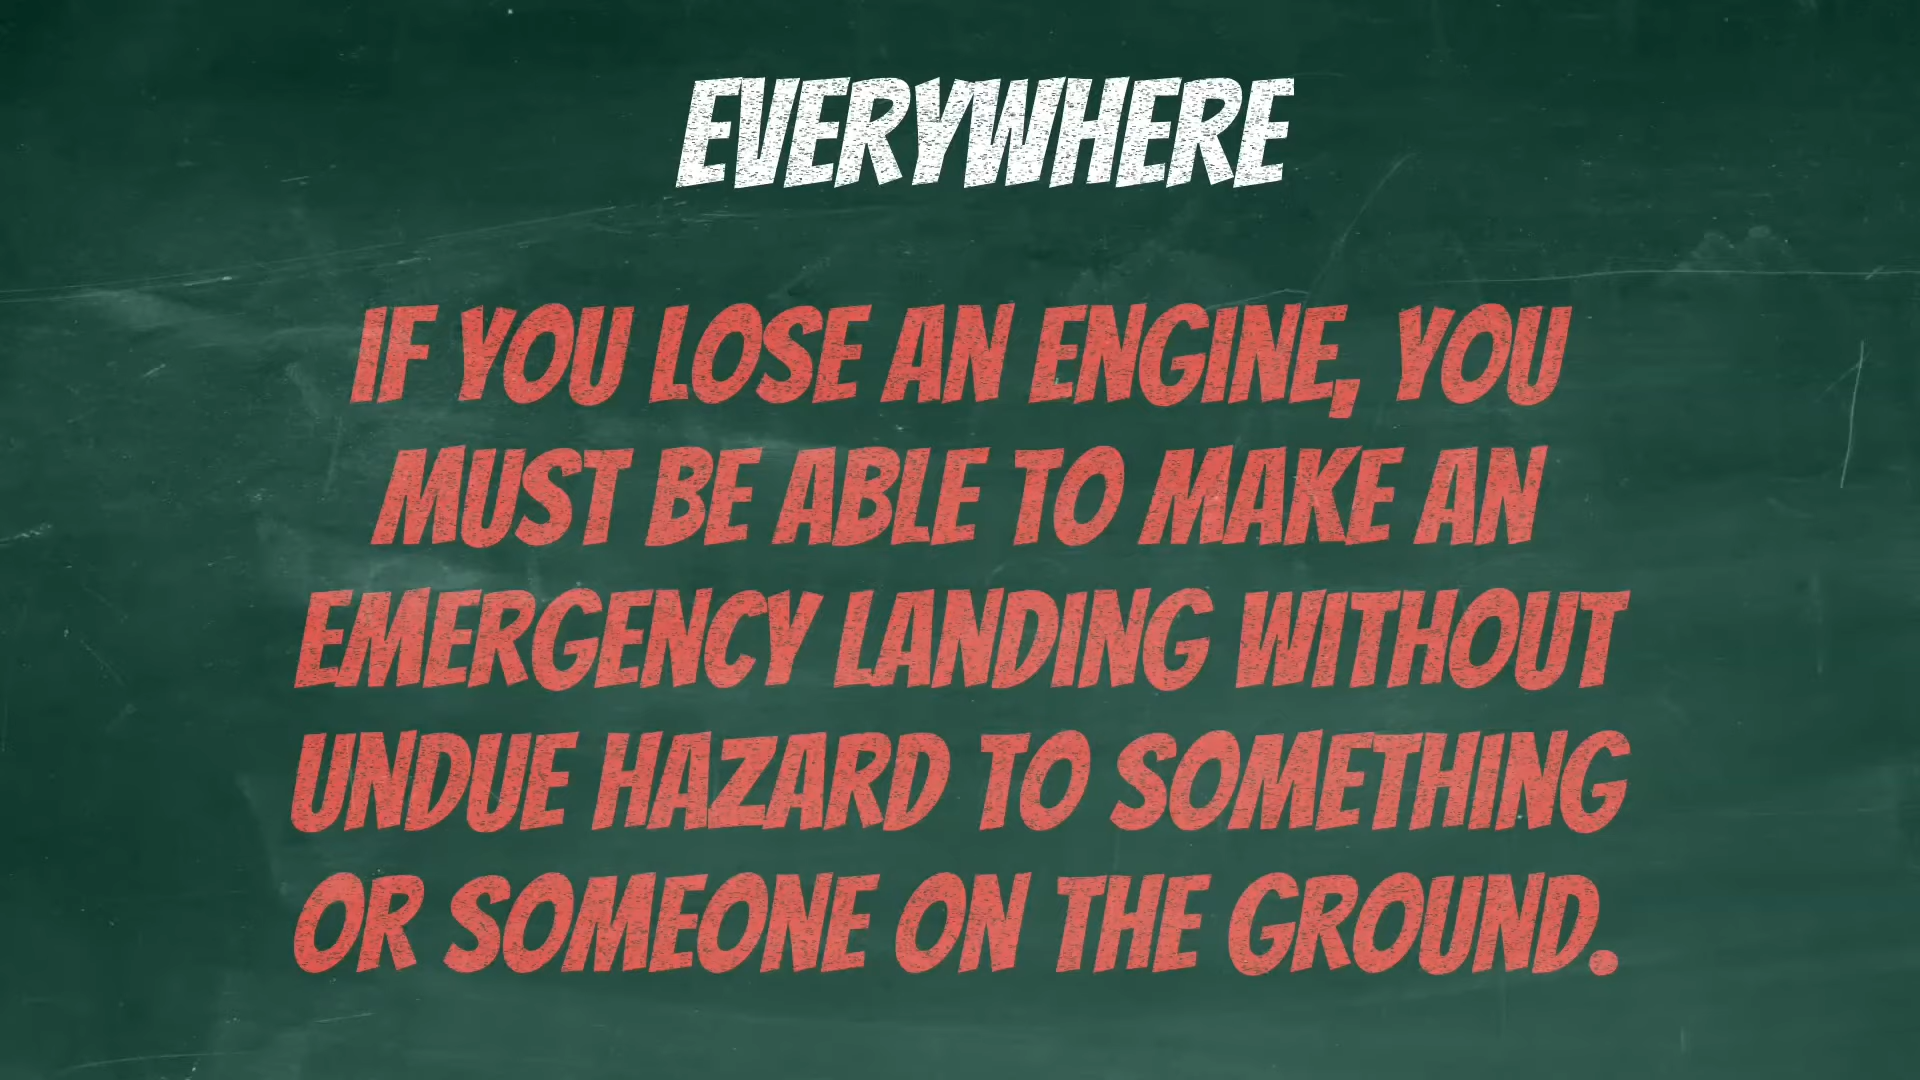 EVERYWHERE
IF YOU LOSE AN ENGINE, YOU
MUST BE ABLE TO MAKE AN
EMERGENCY LANDING WITHOUT
UNDUE HAZARD TO SOMETHING
OR SOMEONE ON THE GROUND.